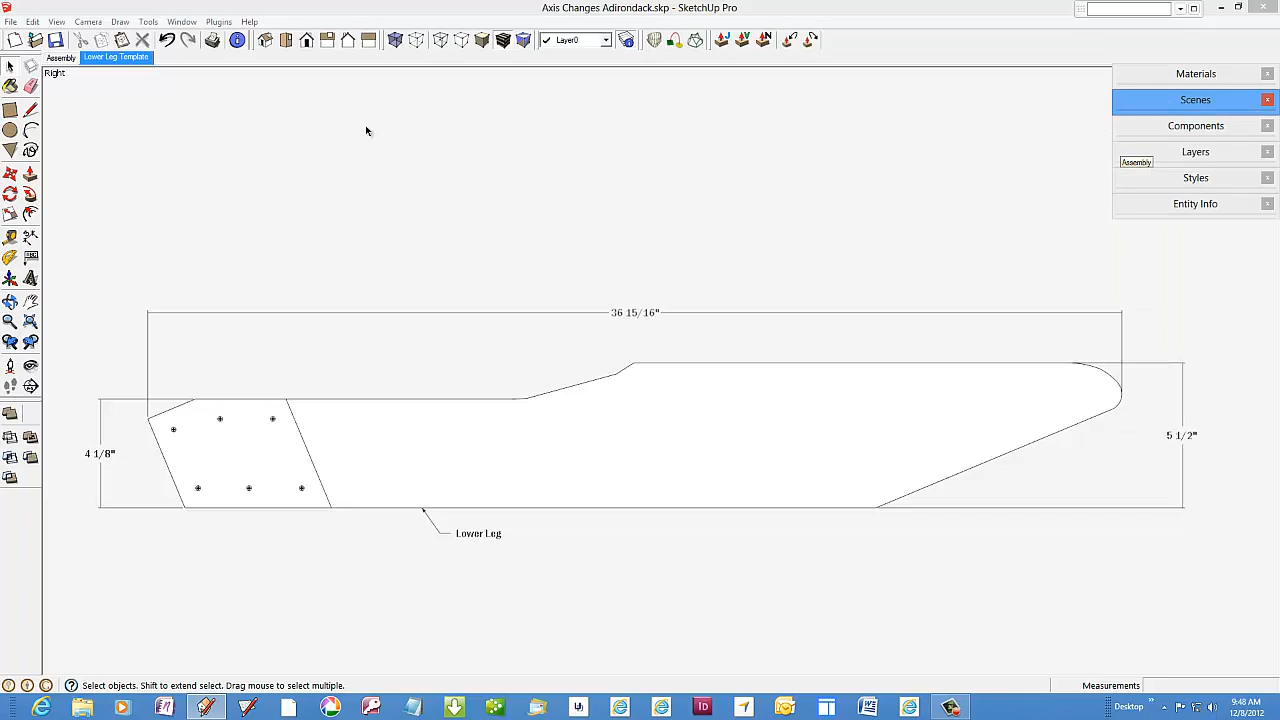 Axis Changes Adirondack.skp - SketchUp Pro
File Edit View Camera Draw Tools Window Plugins Help
Layer0
Assembly Lower Leg Template
Right
Materials
Scenes
Components
Assembly
Layers
Styles
Entity Info
36 15/16"
4 1/8"
5 1/2"
Lower Leg
Select objects. Shift to extend select. Drag mouse to select multiple.
Measurements
Desktop
9:48 AM
12/8/2012